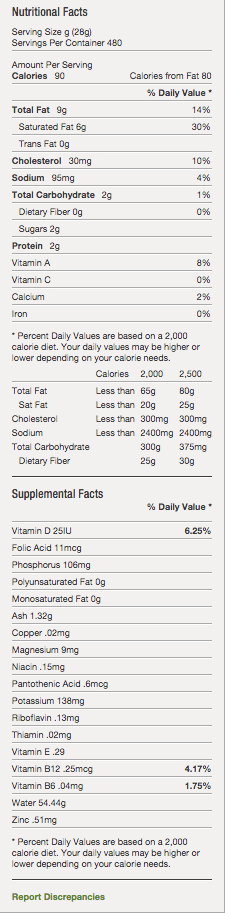 Nutritional Facts
Serving Size g (28g)
Servings Per Container 480
Amount Per Serving
Calories 90 Calories from Fat 80
% Daily Value *
Total Fat 9g 14%
Saturated Fat 6g 30%
Trans Fat 0g
Cholesterol 30mg 10%
Sodium 95mg 4%
Total Carbohydrate 2g 1%
Dietary Fiber 0g 0%
Sugars 2g
Protein 2g
Vitamin A 8%
Vitamin C 0%
Calcium 2%
Iron 0%
* Percent Daily Values are based on a 2,000
calorie diet. Your daily values may be higher or
lower depending on your calorie needs.
Calories 2,000 2,500
Total Fat Less than 65g 80g
Sat Fat Less than 20g 25g
Cholesterol Less than 300mg 300mg
Sodium Less than 2400mg 2400mg
Total Carbohydrate 300g 375mg
Dietary Fiber 25g 30g
Supplemental Facts
% Daily Value *
Vitamin D 25IU 6.25%
Folic Acid 11mcg
Phosphorus 106mg
Polyunsaturated Fat 0g
Monosaturated Fat 0g
Ash 1.32g
Copper .02mg
Magnesium 9mg
Niacin .15mg
Pantothenic Acid .6mcg
Potassium 138mg
Riboflavin .13mg
Thiamin .02mg
Vitamin E .29
Vitamin B12 .25mcg 4.17%
Vitamin B6 .04mg 1.75%
Water 54.44g
Zinc .51mg
* Percent Daily Values are based on a 2,000
calorie diet. Your daily values may be higher or
lower depending on your calorie needs.
Report Discrepancies